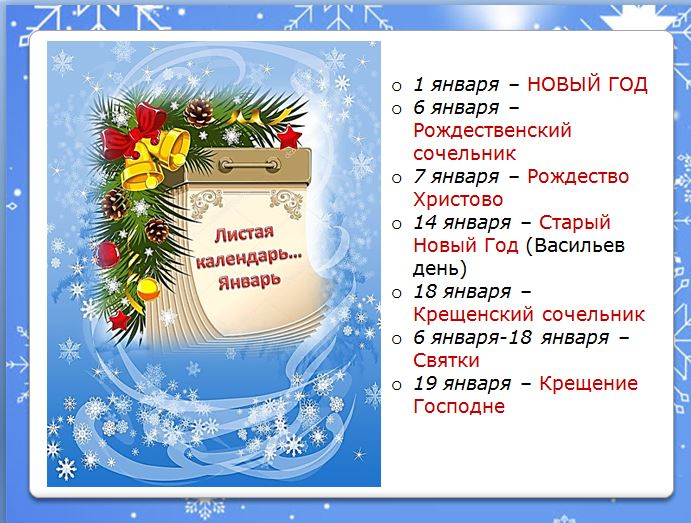 Листая
календарь...
Январь
o 1 января – НОВЫЙ ГОД
o 6 января –
Рождественский
сочельник
o 7 января – Рождество
Христово
o 14 января – Старый
Новый Год (Васильев
день)
o 18 января –
Крещенский сочельник
o 6 января-18 января –
Святки
o 19 января – Крещение
Господне